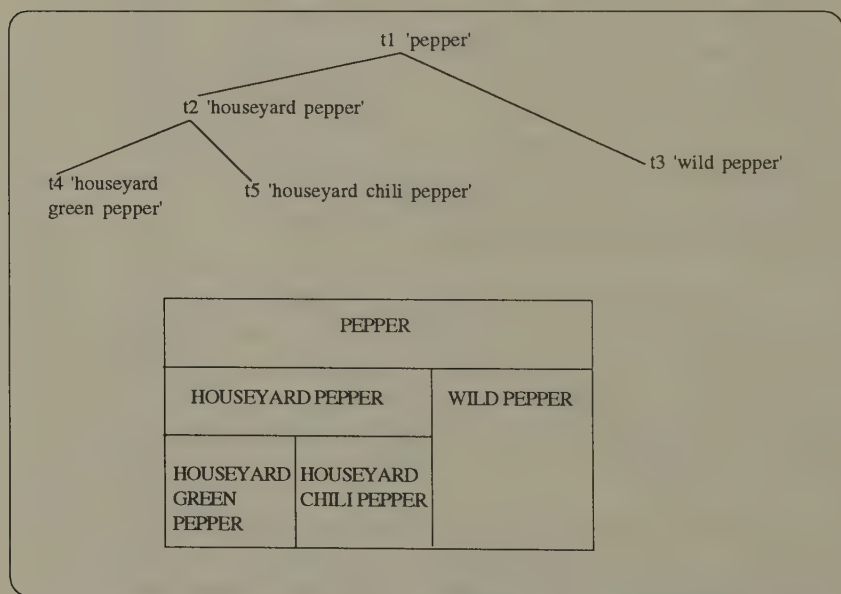 t1 'pepper'
t2 'houseyard pepper'
t3 'wild pepper'
t4 'houseyard
green pepper'
t5 'houseyard chili pepper'
PEPPER
HOUSEYARD PEPPER
WILD PEPPER
HOUSEYARD
GREEN
PEPPER
HOUSEYARD
CHILI PEPPER